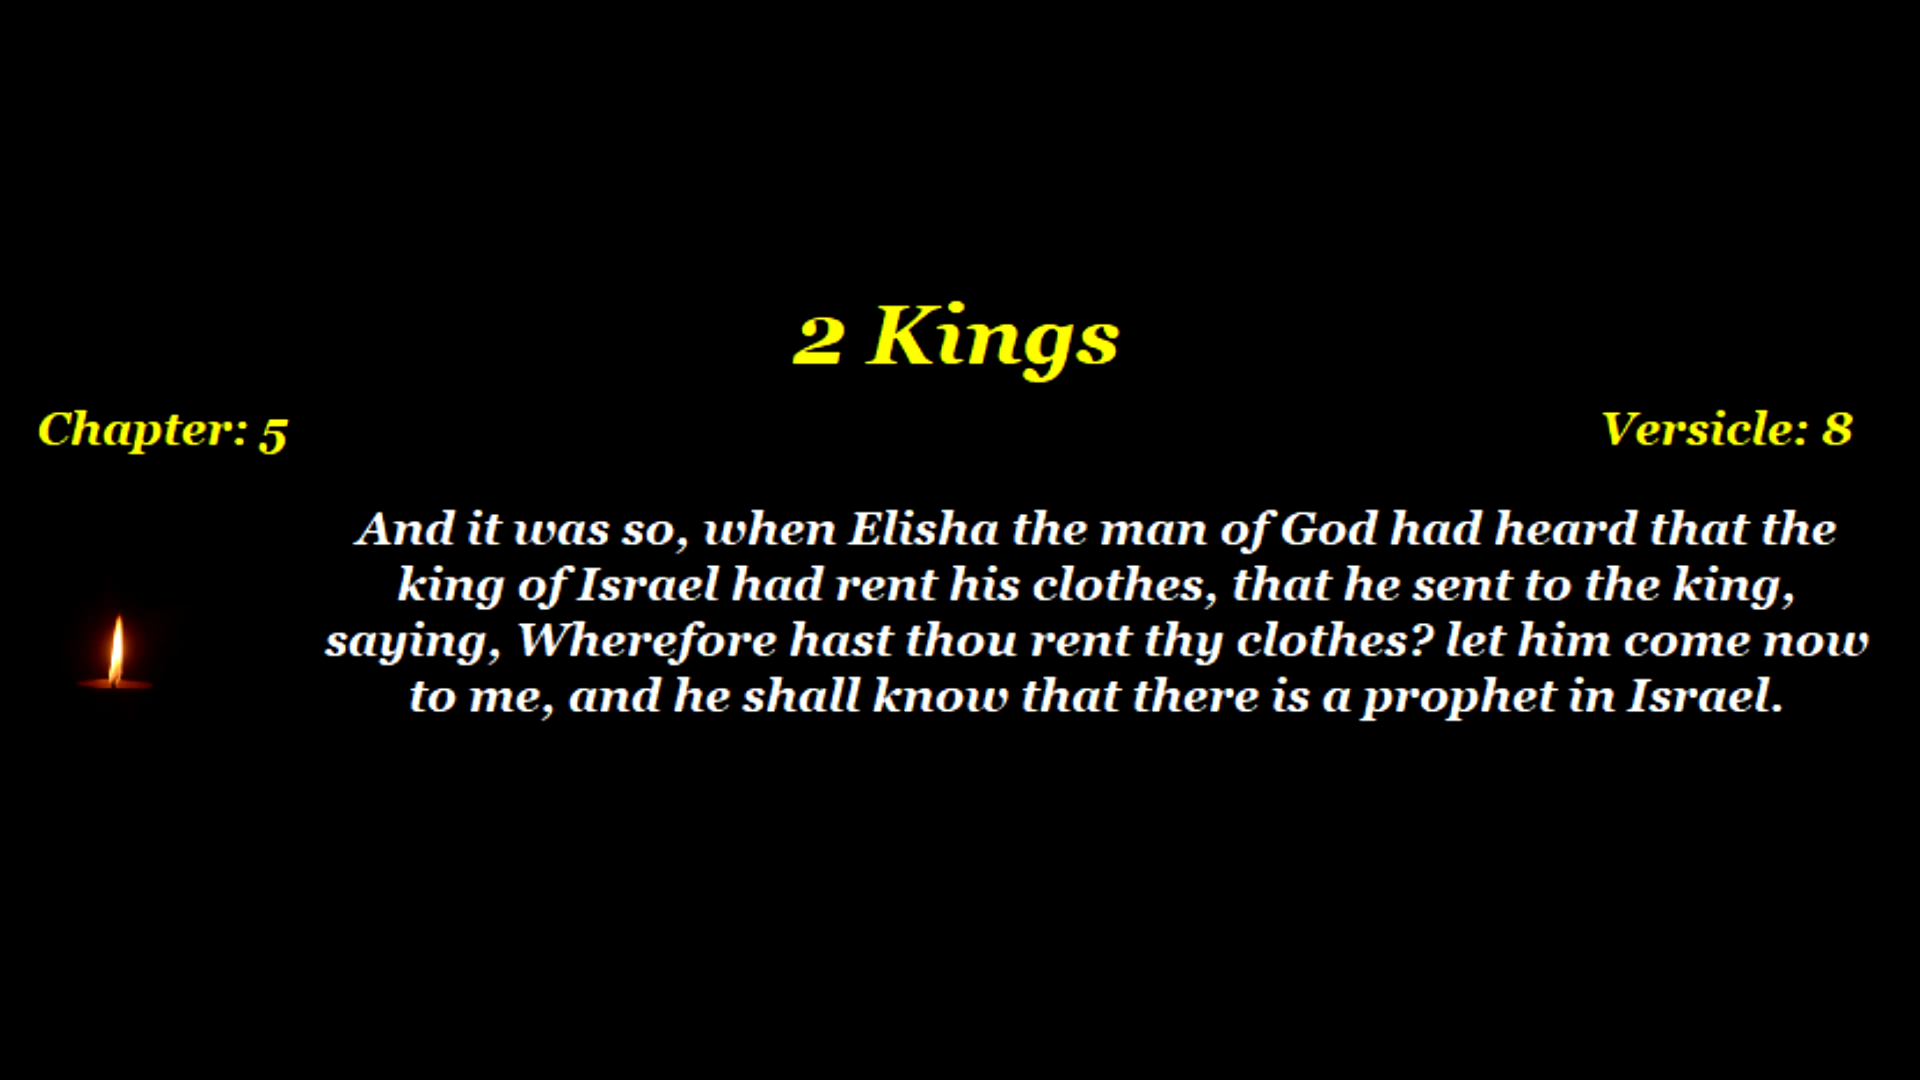 2 Kings
Chapter: 5
Versicle: 8
And it was so, when Elisha the man of God had heard that the
king of Israel had rent his clothes, that he sent to the king,
saying, Wherefore hast thou rent thy clothes? let him come now
to me, and he shall know that there is a prophet in Israel.